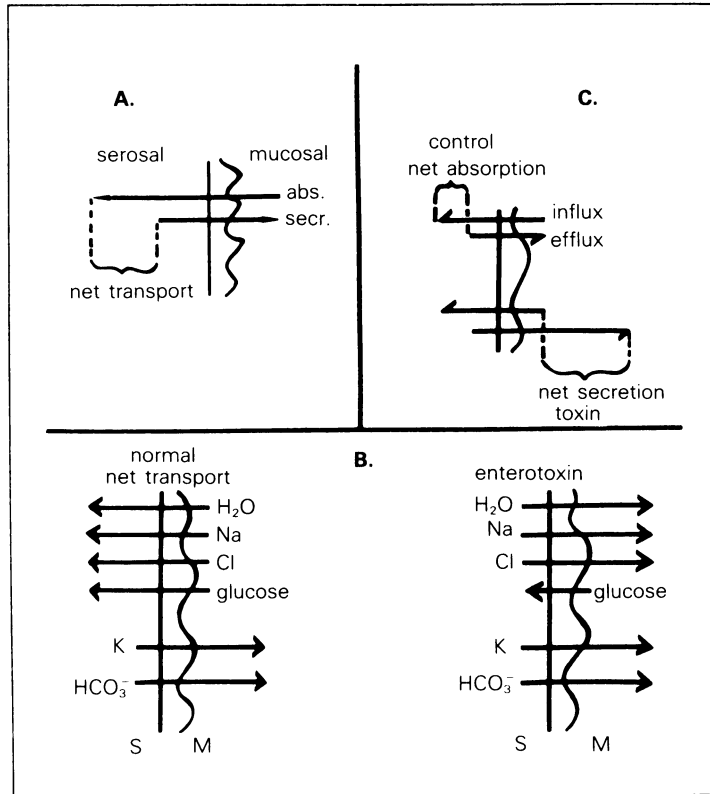 A.
serosal mucosal
abs.
secr.
net transport
C.
control
net absorption
influx
efflux
net secretion
toxin
B.
normal
net transport
H₂O
Na
Cl
glucose
K
HCO₃⁻
S M
enterotoxin
H₂O
Na
Cl
glucose
K
HCO₃⁻
S M